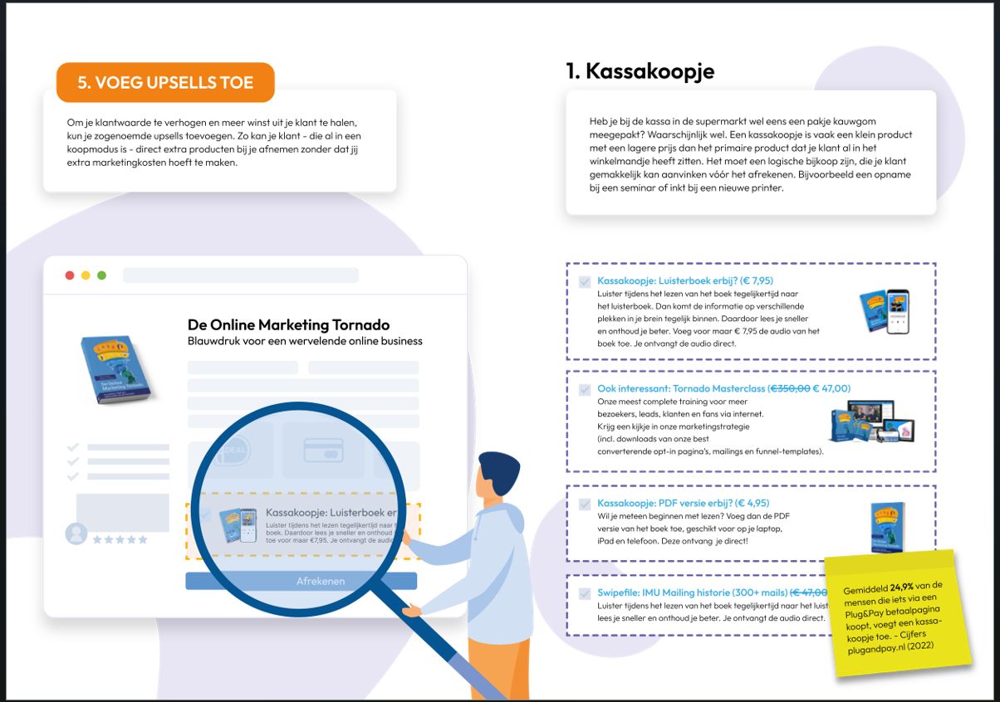 5. VOEG UPSELLS TOE
Om je klantwaarde te verhogen en meer winst uit je klant te halen,
kun je zogenoemde upsells toevoegen. Zo kan je klant - die al in een
koopmodus is - direct extra producten bij je afnemen zonder dat jij
extra marketingkosten hoeft te maken.
De Online Marketing Tornado
Blauwdruk voor een wervelende online business
De Online
Marketing Tornado
iDEAL
Kassakoopje: Luisterboek er
Luister tijdens het lezen tegelijkertijd naar h
boek. Daardoor lees je sneller en onthoud
toe voor maar €7,95. Je ontvangt de audio
Afrekenen
1. Kassakoopje
Heb je bij de kassa in de supermarkt wel eens een pakje kauwgom
meegepakt? Waarschijnlijk wel. Een kassakoopje is vaak een klein product
met een lagere prijs dan het primaire product dat je klant al in het
winkelmandje heeft zitten. Het moet een logische bijkoop zijn, die je klant
gemakkelijk kan aanvinken vóór het afrekenen. Bijvoorbeeld een opname
bij een seminar of inkt bij een nieuwe printer.
Kassakoopje: Luisterboek erbij? (€ 7,95)
Luister tijdens het lezen van het boek tegelijkertijd naar
het luisterboek. Dan komt de informatie op verschillende
plekken in je brein tegelijk binnen. Daardoor lees je sneller
en onthoud je beter. Voeg voor maar € 7,95 de audio van het
boek toe. Je ontvangt de audio direct.
Ook interessant: Tornado Masterclass (€350,00 € 47,00)
Onze meest complete training voor meer
bezoekers, leads, klanten en fans via internet.
Krijg een kijkje in onze marketingstrategie
(incl. downloads van onze best
converterende opt-in pagina's, mailings en funnel-templates).
Kassakoopje: PDF versie erbij? (€ 4,95)
Wil je meteen beginnen met lezen? Voeg dan de PDF
versie van het boek toe, geschikt voor op je laptop,
iPad en telefoon. Deze ontvang je direct!
Swipefile: IMU Mailing historie (300+ mails) (€ 47,00
Luister tijdens het lezen van het boek tegelijkertijd naar het luist
lees je sneller en onthoud je beter. Je ontvangt de audio direct.
Gemiddeld 24,9% van de
mensen die iets via een
Plug&Pay betaalpagina
koopt, voegt een kassa-
koopje toe. - Cijfers
plugandpay.nl (2022)